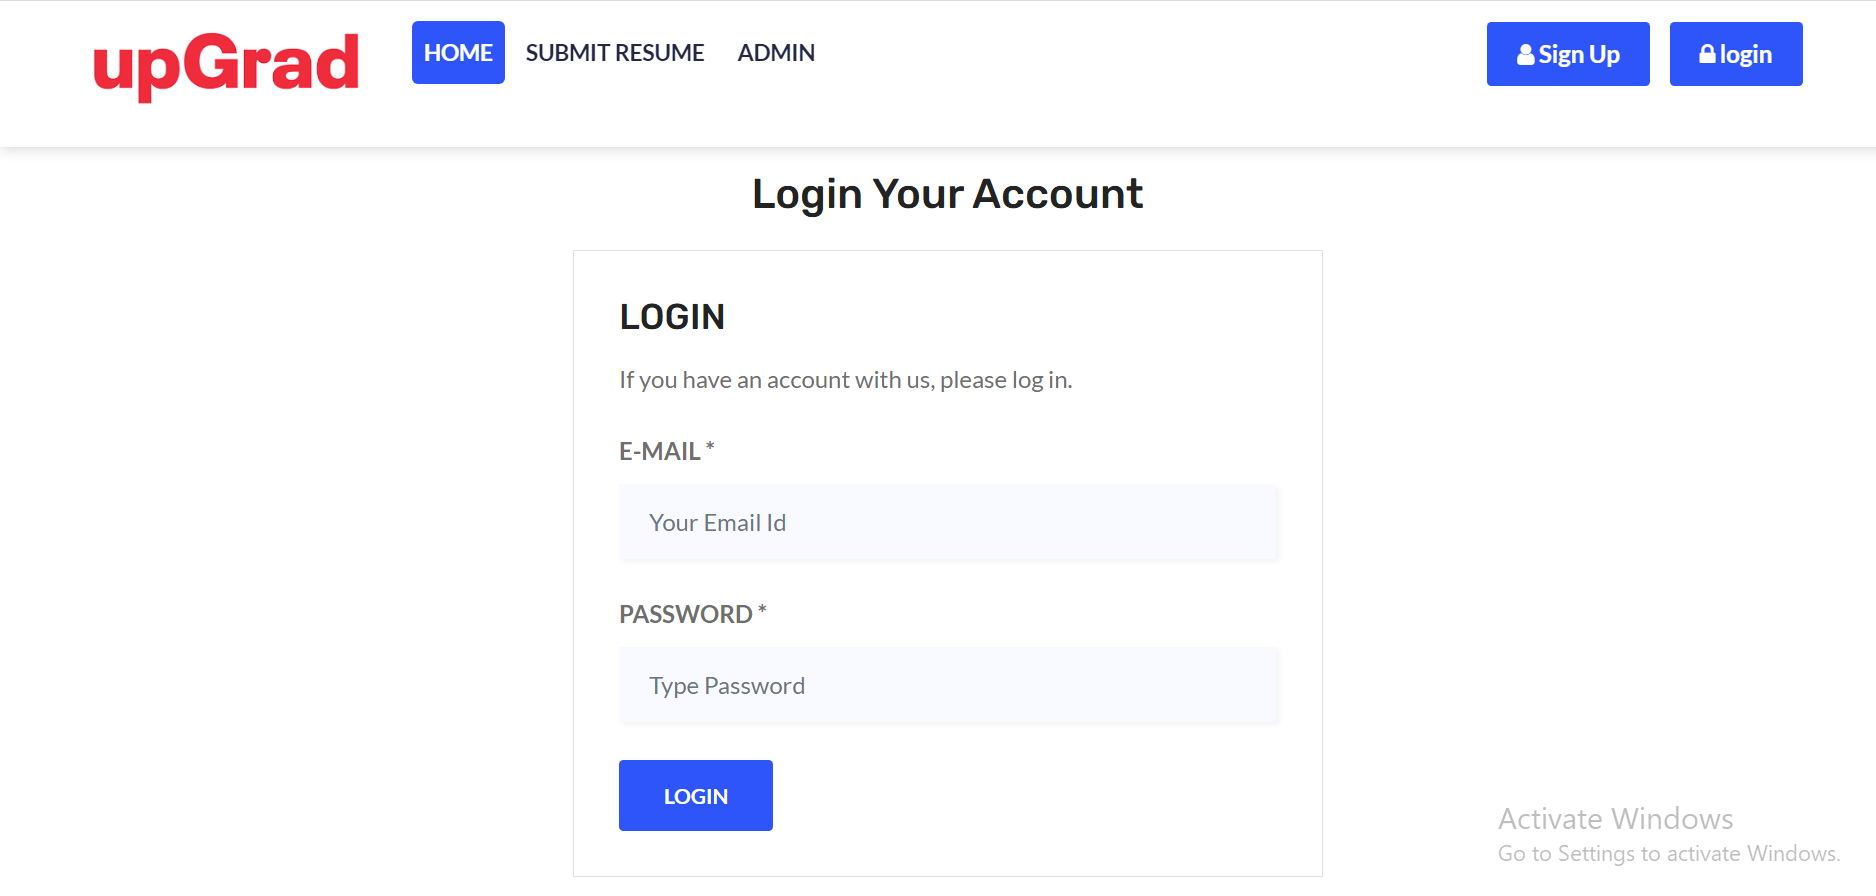 upGrad
HOME SUBMIT RESUME ADMIN
Sign Up login
Login Your Account
LOGIN
If you have an account with us, please log in.
E-MAIL *
Your Email Id
PASSWORD *
Type Password
LOGIN
Activate Windows
Go to Settings to activate Windows.